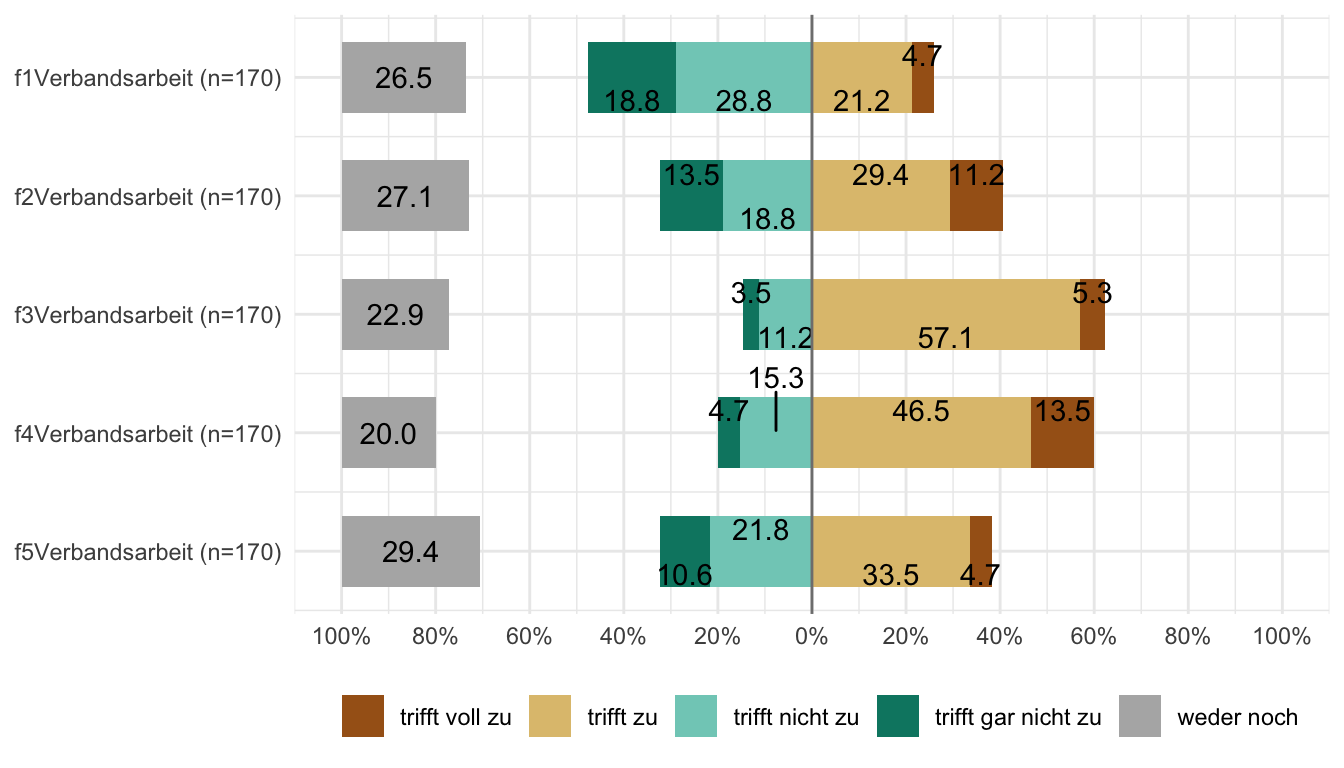 f1Verbandsarbeit (n=170) 26.5 18.8 28.8 21.2 4.7
f2Verbandsarbeit (n=170) 27.1 13.5 18.8 29.4 11.2
f3Verbandsarbeit (n=170) 22.9 3.5 11.2 57.1 5.3
f4Verbandsarbeit (n=170) 20.0 4.7 15.3 46.5 13.5
f5Verbandsarbeit (n=170) 29.4 10.6 21.8 33.5 4.7
100% 80% 60% 40% 20% 0% 20% 40% 60% 80% 100%
trifft voll zu trifft zu trifft nicht zu trifft gar nicht zu weder noch